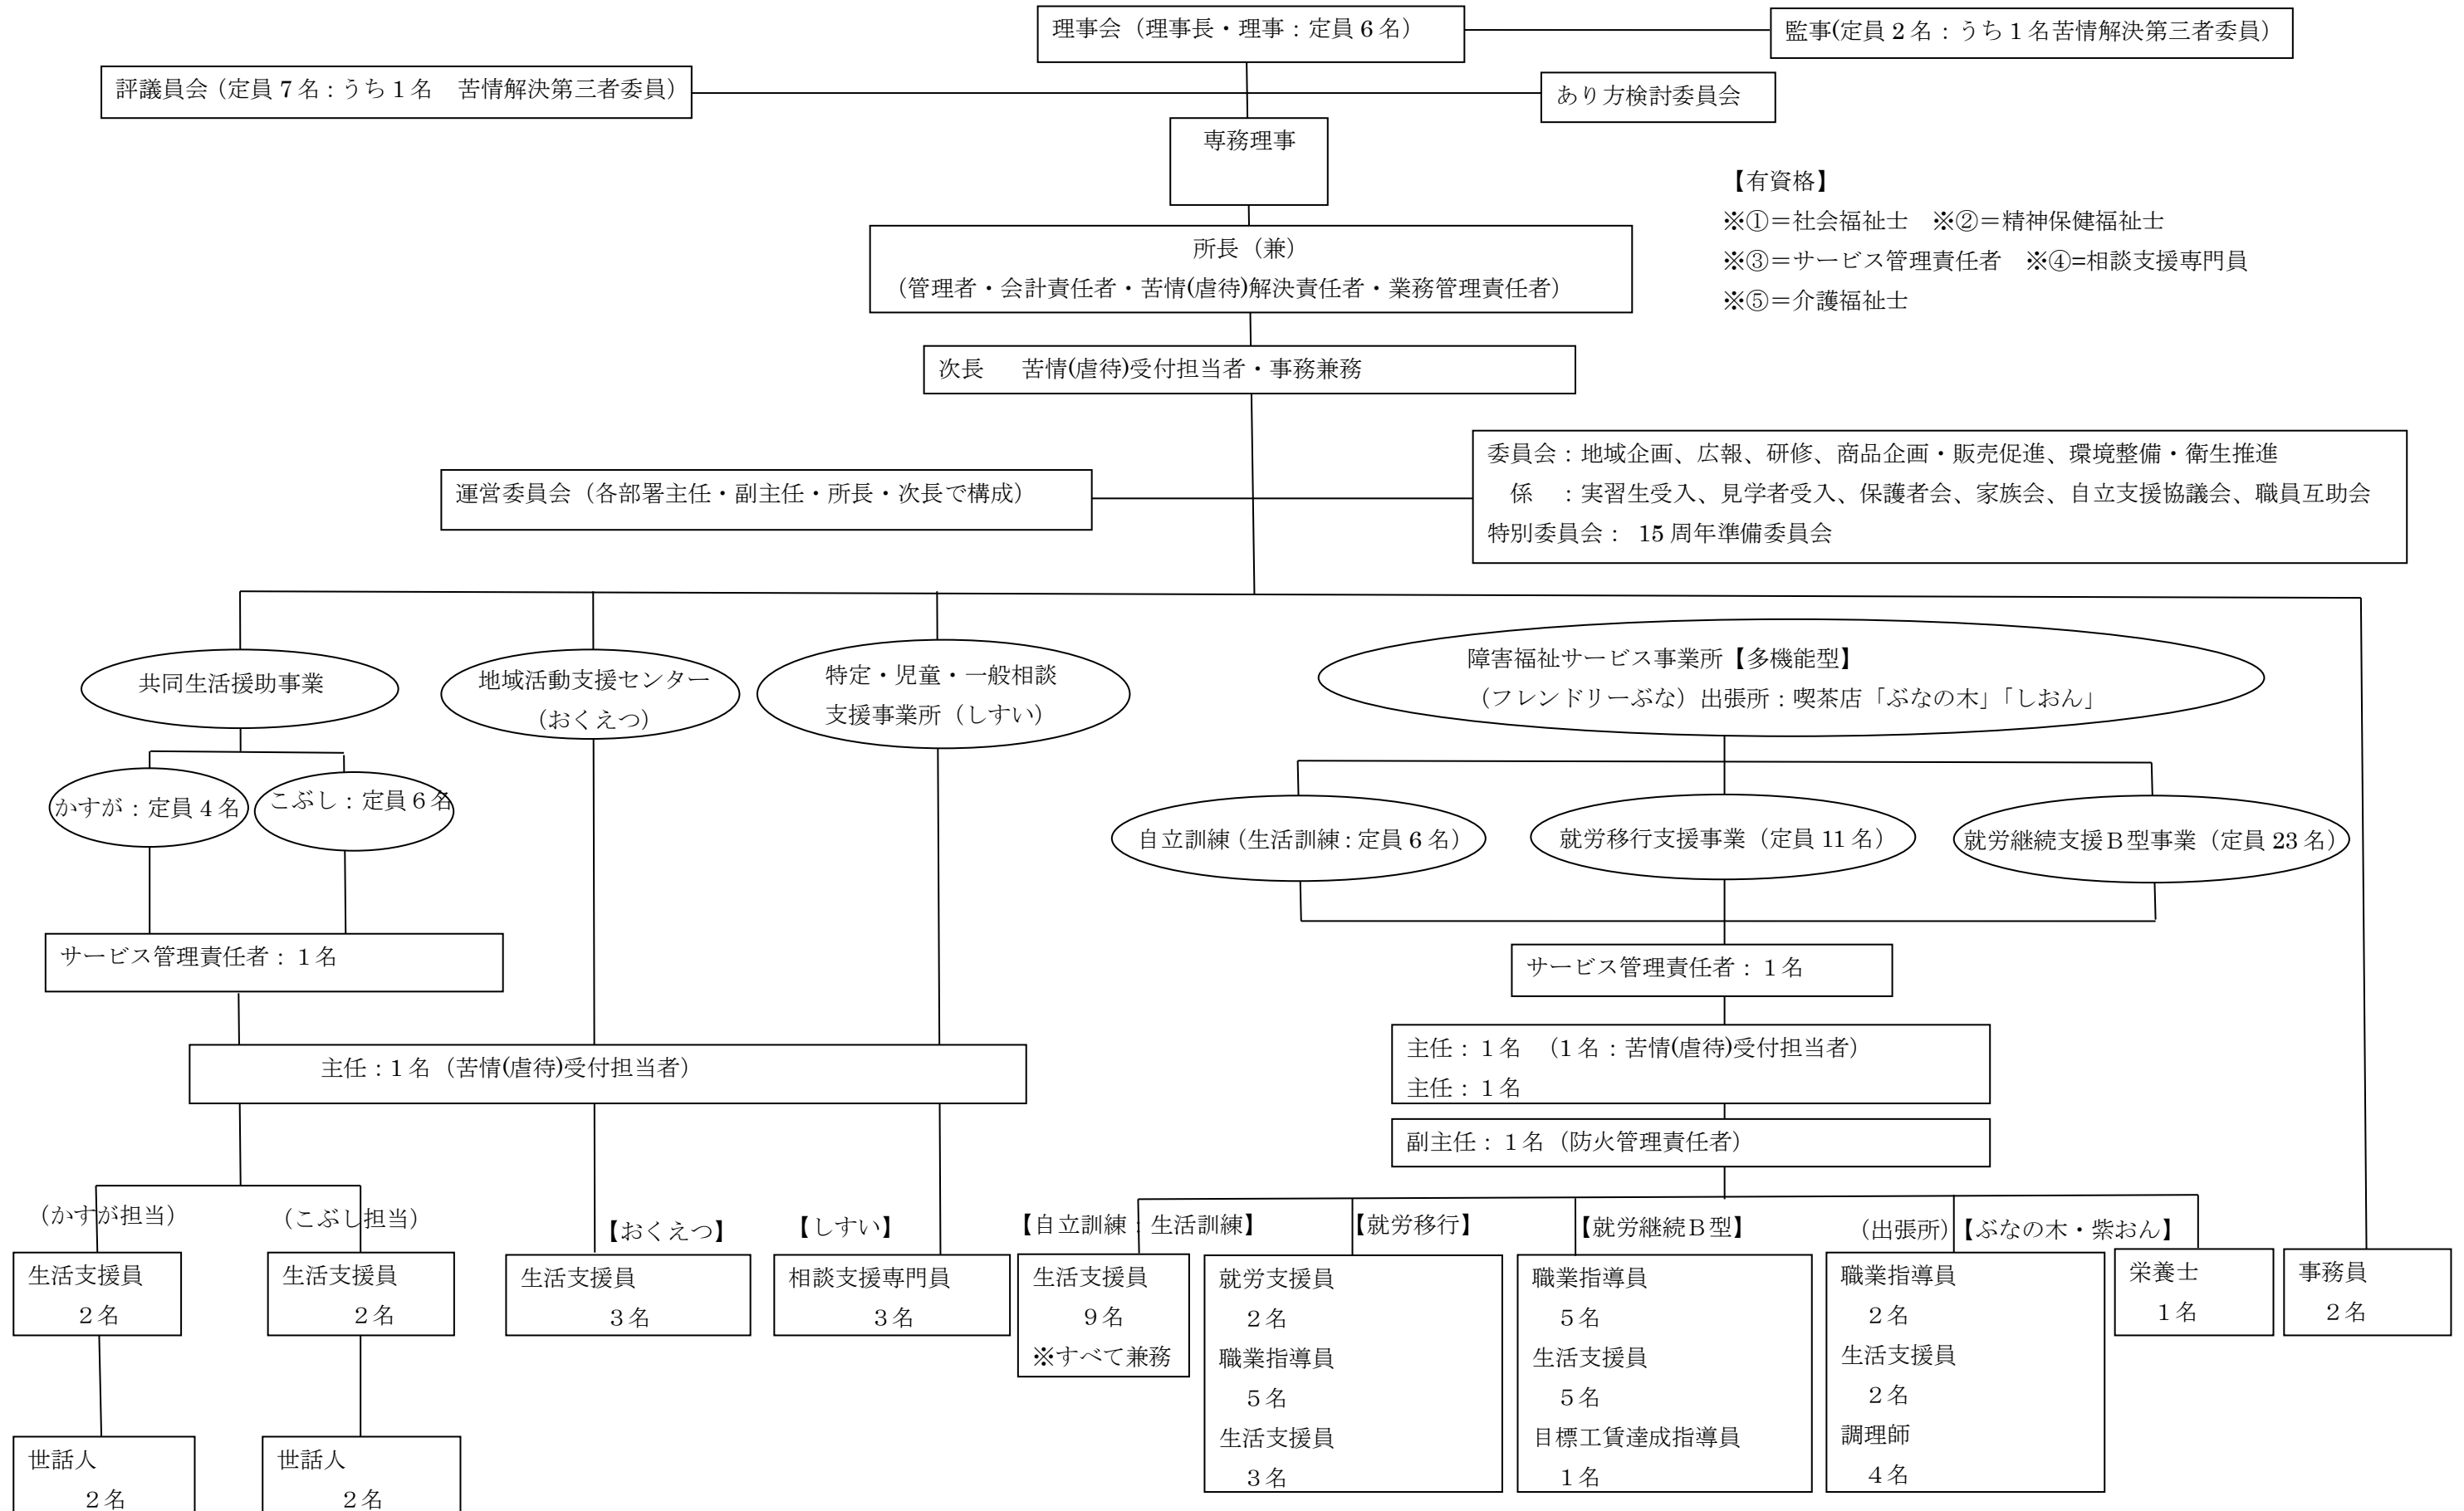 理事会（理事長・理事：定員 6 名）
監事(定員 2 名：うち 1 名苦情解決第三者委員）
評議員会（定員 7 名：うち 1 名　苦情解決第三者委員）
あり方検討委員会
専務理事
【有資格】
※①＝社会福祉士　※②＝精神保健福祉士
※③＝サービス管理責任者　※④=相談支援専門員
※⑤＝介護福祉士
所長（兼）
（管理者・会計責任者・苦情(虐待)解決責任者・業務管理責任者）
次長　苦情(虐待)受付担当者・事務兼務
委員会：地域企画、広報、研修、商品企画・販売促進、環境整備・衛生推進
係　：実習生受入、見学者受入、保護者会、家族会、自立支援協議会、職員互助会
特別委員会： 15 周年準備委員会
運営委員会（各部署主任・副主任・所長・次長で構成）
共同生活援助事業
地域活動支援センター
（おくえつ）
特定・児童・一般相談
支援事業所（しすい）
障害福祉サービス事業所【多機能型】
（フレンドリーぶな）出張所：喫茶店「ぶなの木」「しおん」
かすが：定員４名
こぶし：定員６名
自立訓練（生活訓練：定員 6 名）
就労移行支援事業（定員 11 名）
就労継続支援Ｂ型事業（定員 23 名）
サービス管理責任者：１名
サービス管理責任者：１名
主任：1 名（苦情(虐待)受付担当者）
主任：１名　（1 名：苦情(虐待)受付担当者）
主任：１名
副主任：１名（防火管理責任者）
（かすが担当）
（こぶし担当）
【おくえつ】
【しすい】
【自立訓練：生活訓練】
【就労移行】
【就労継続Ｂ型】
（出張所）【ぶなの木・紫おん】
生活支援員
２名
生活支援員
２名
生活支援員
３名
相談支援専門員
３名
生活支援員
９名
※すべて兼務
就労支援員
２名
職業指導員
５名
生活支援員
３名
職業指導員
５名
生活支援員
５名
目標工賃達成指導員
１名
職業指導員
２名
生活支援員
２名
調理師
４名
栄養士
１名
事務員
２名
世話人
２名
世話人
２名